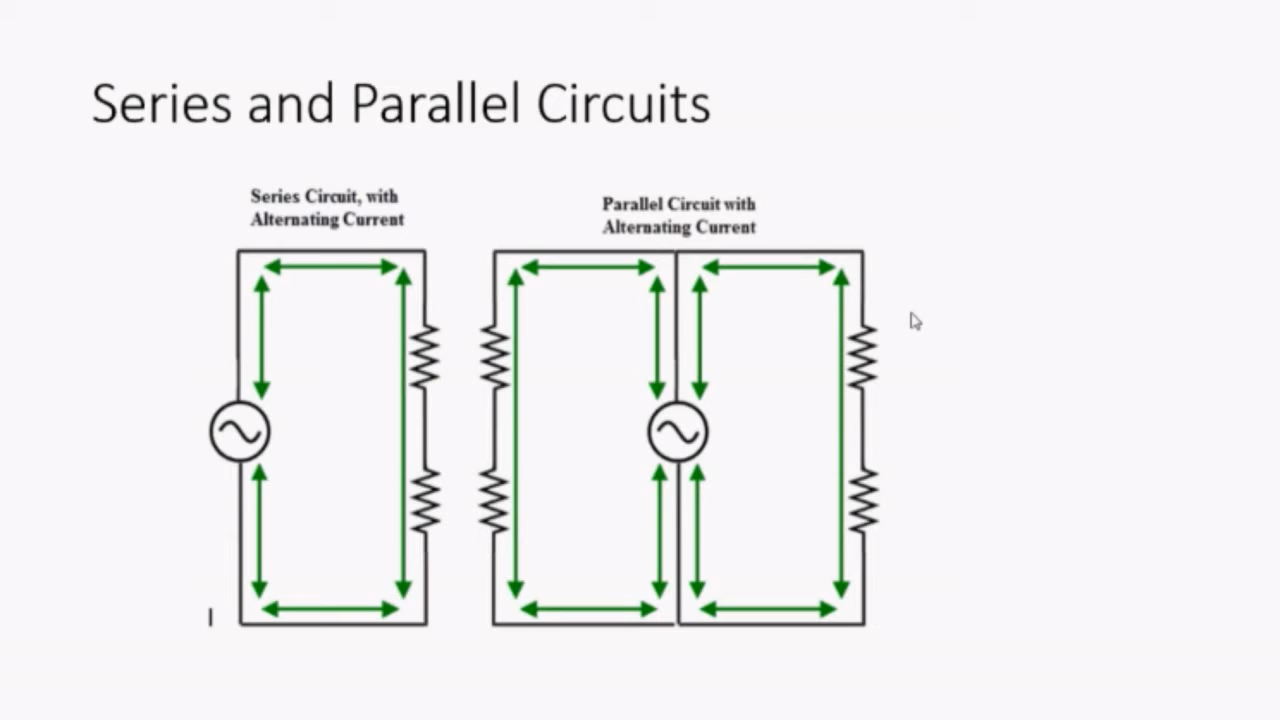 Series and Parallel Circuits
Series Circuit, with
Alternating Current
Parallel Circuit with
Alternating Current